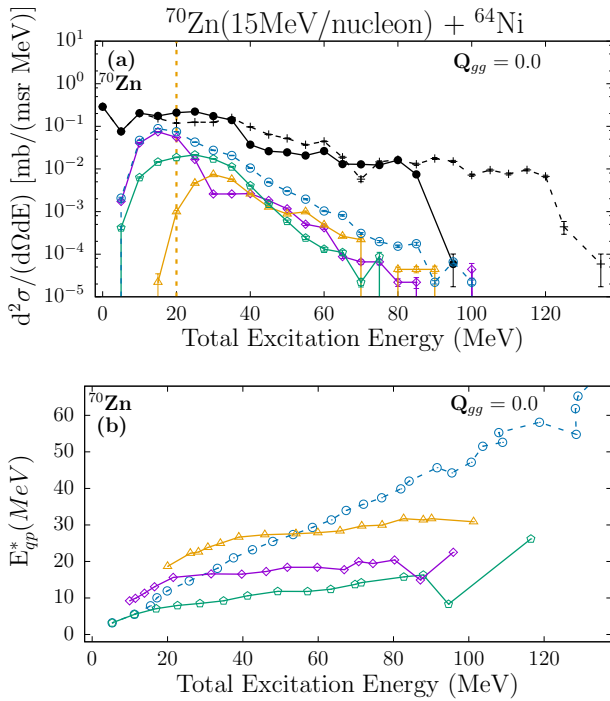 ⁷⁰Zn(15MeV/nucleon) + ⁶⁴Ni
d²σ/(dΩdE) [mb/(msr MeV)]
10¹
10⁰
10⁻¹
10⁻²
10⁻³
10⁻⁴
10⁻⁵
(a)
⁷⁰Zn
Q_gg = 0.0
0 20 40 60 80 100 120
Total Excitation Energy (MeV)
E*_qp(MeV)
60
50
40
30
20
10
0
⁷⁰Zn
(b)
Q_gg = 0.0
0 20 40 60 80 100 120
Total Excitation Energy (MeV)